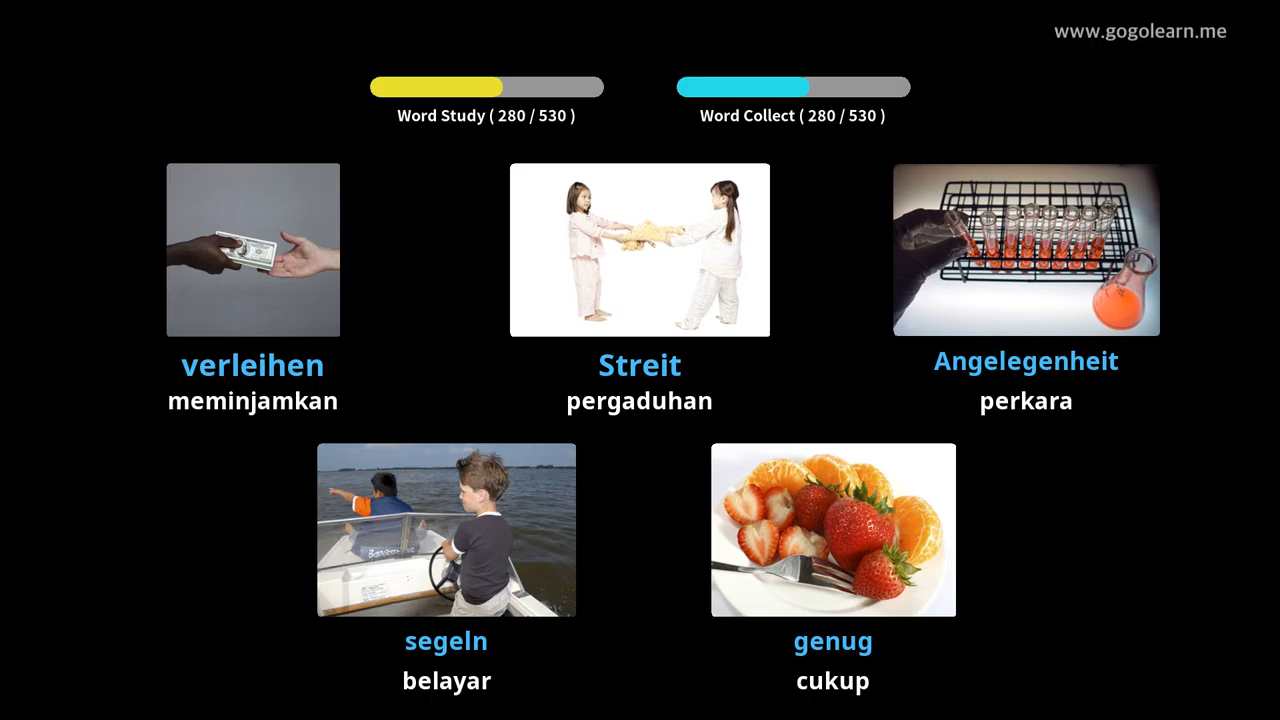 www.gogolearn.me
Word Study ( 280 / 530 )
Word Collect ( 280 / 530 )
verleihen
meminjamkan
Streit
pergaduhan
Angelegenheit
perkara
segeln
belayar
genug
cukup